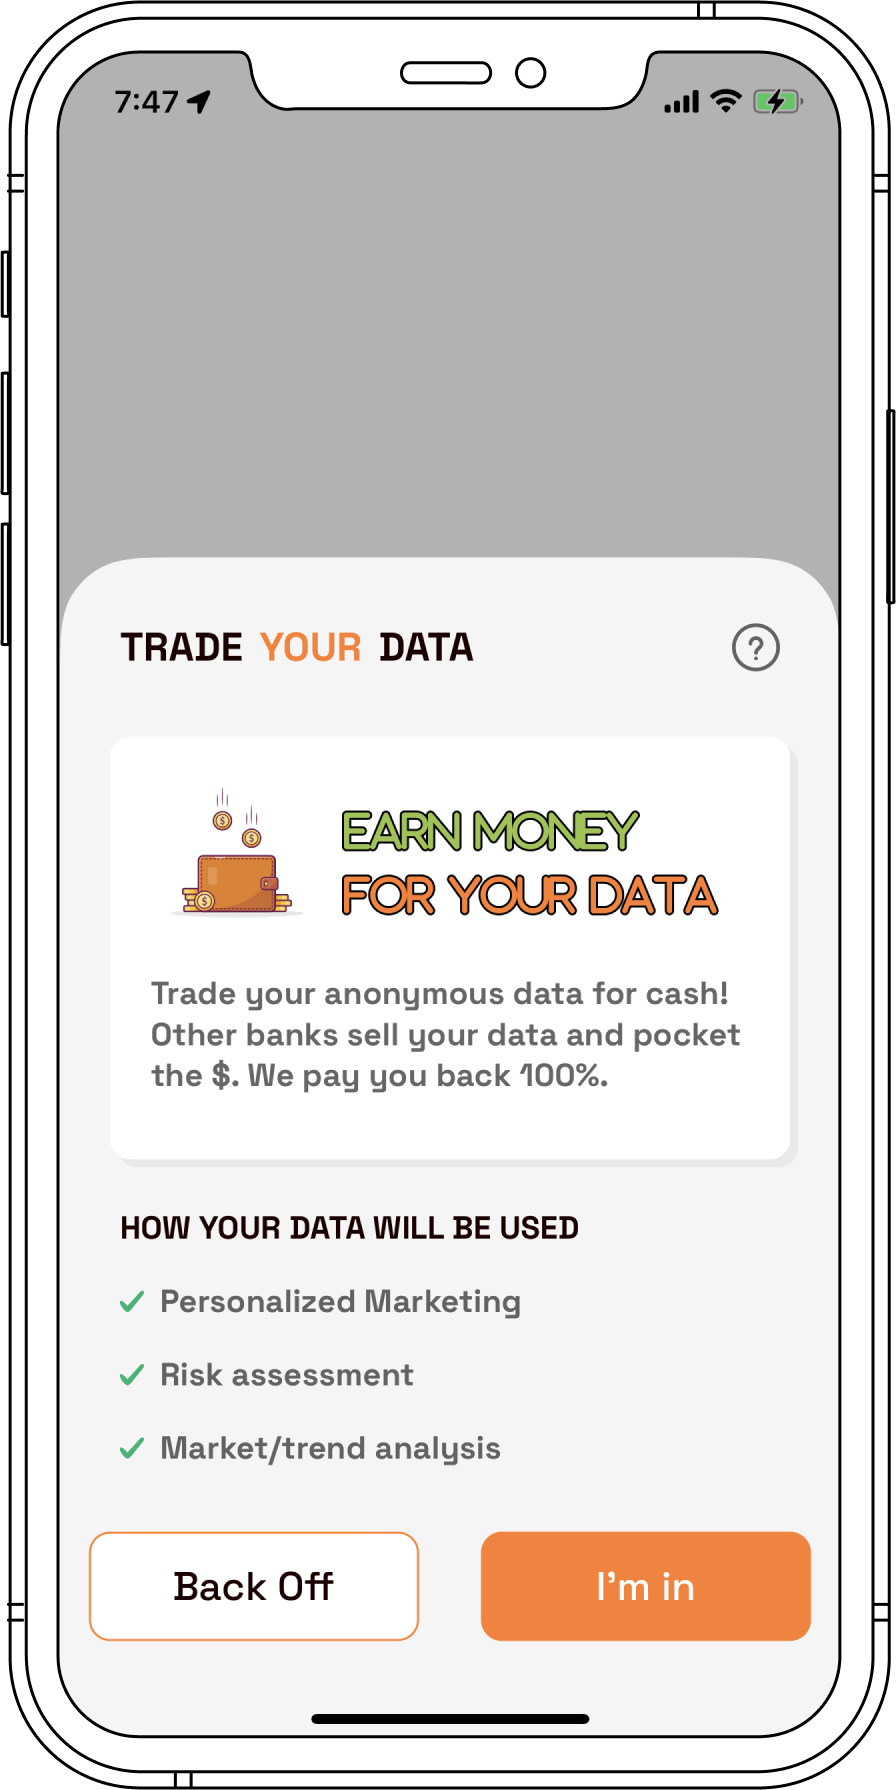 7:47
TRADE YOUR DATA
?
EARN MONEY
FOR YOUR DATA
Trade your anonymous data for cash!
Other banks sell your data and pocket
the $. We pay you back 100%.
HOW YOUR DATA WILL BE USED
Personalized Marketing
Risk assessment
Market/trend analysis
Back Off
I'm in